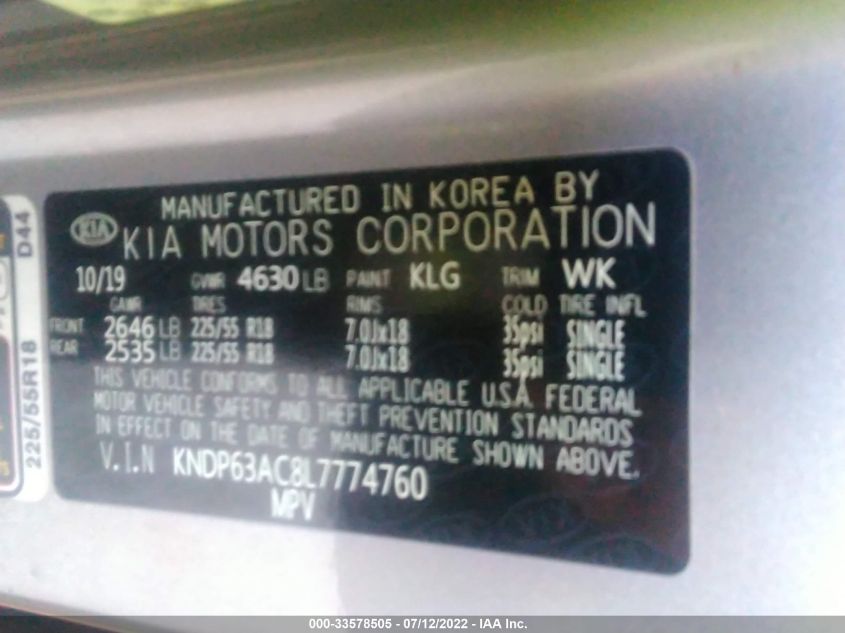 MANUFACTURED IN KOREA BY
KIA KIA MOTORS CORPORATION
10/19 GVWR 4630 LB PAINT KLG TRIM WK
GAWR TIRES RIMS COLD TIRE INFL
FRONT 2646 LB 225/55 R18 7.0Jx18 35psi SINGLE
REAR 2535 LB 225/55 R18 7.0Jx18 35psi SINGLE
THIS VEHICLE CONFORMS TO ALL APPLICABLE U.S.A. FEDERAL
MOTOR VEHICLE SAFETY AND THEFT PREVENTION STANDARDS
IN EFFECT ON THE DATE OF MANUFACTURE SHOWN ABOVE.
V.I.N KNDP63AC8L7774760
MPV
225/55R18 D44
000-33578505 - 07/12/2022 - IAA Inc.